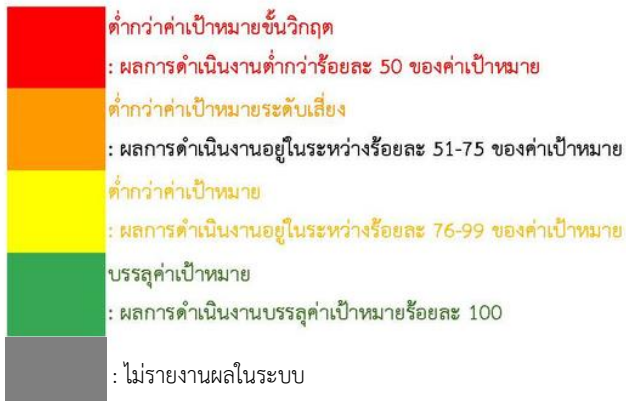 ต่ำกว่าค่าเป้าหมายขั้นวิกฤต
: ผลการดำเนินงานต่ำกว่าร้อยละ 50 ของค่าเป้าหมาย
ต่ำกว่าค่าเป้าหมายระดับเสี่ยง
: ผลการดำเนินงานอยู่ในระหว่างร้อยละ 51-75 ของค่าเป้าหมาย
ต่ำกว่าค่าเป้าหมาย
: ผลการดำเนินงานอยู่ในระหว่างร้อยละ 76-99 ของค่าเป้าหมาย
บรรลุค่าเป้าหมาย
: ผลการดำเนินงานบรรลุค่าเป้าหมายร้อยละ 100
: ไม่รายงานผลในระบบ